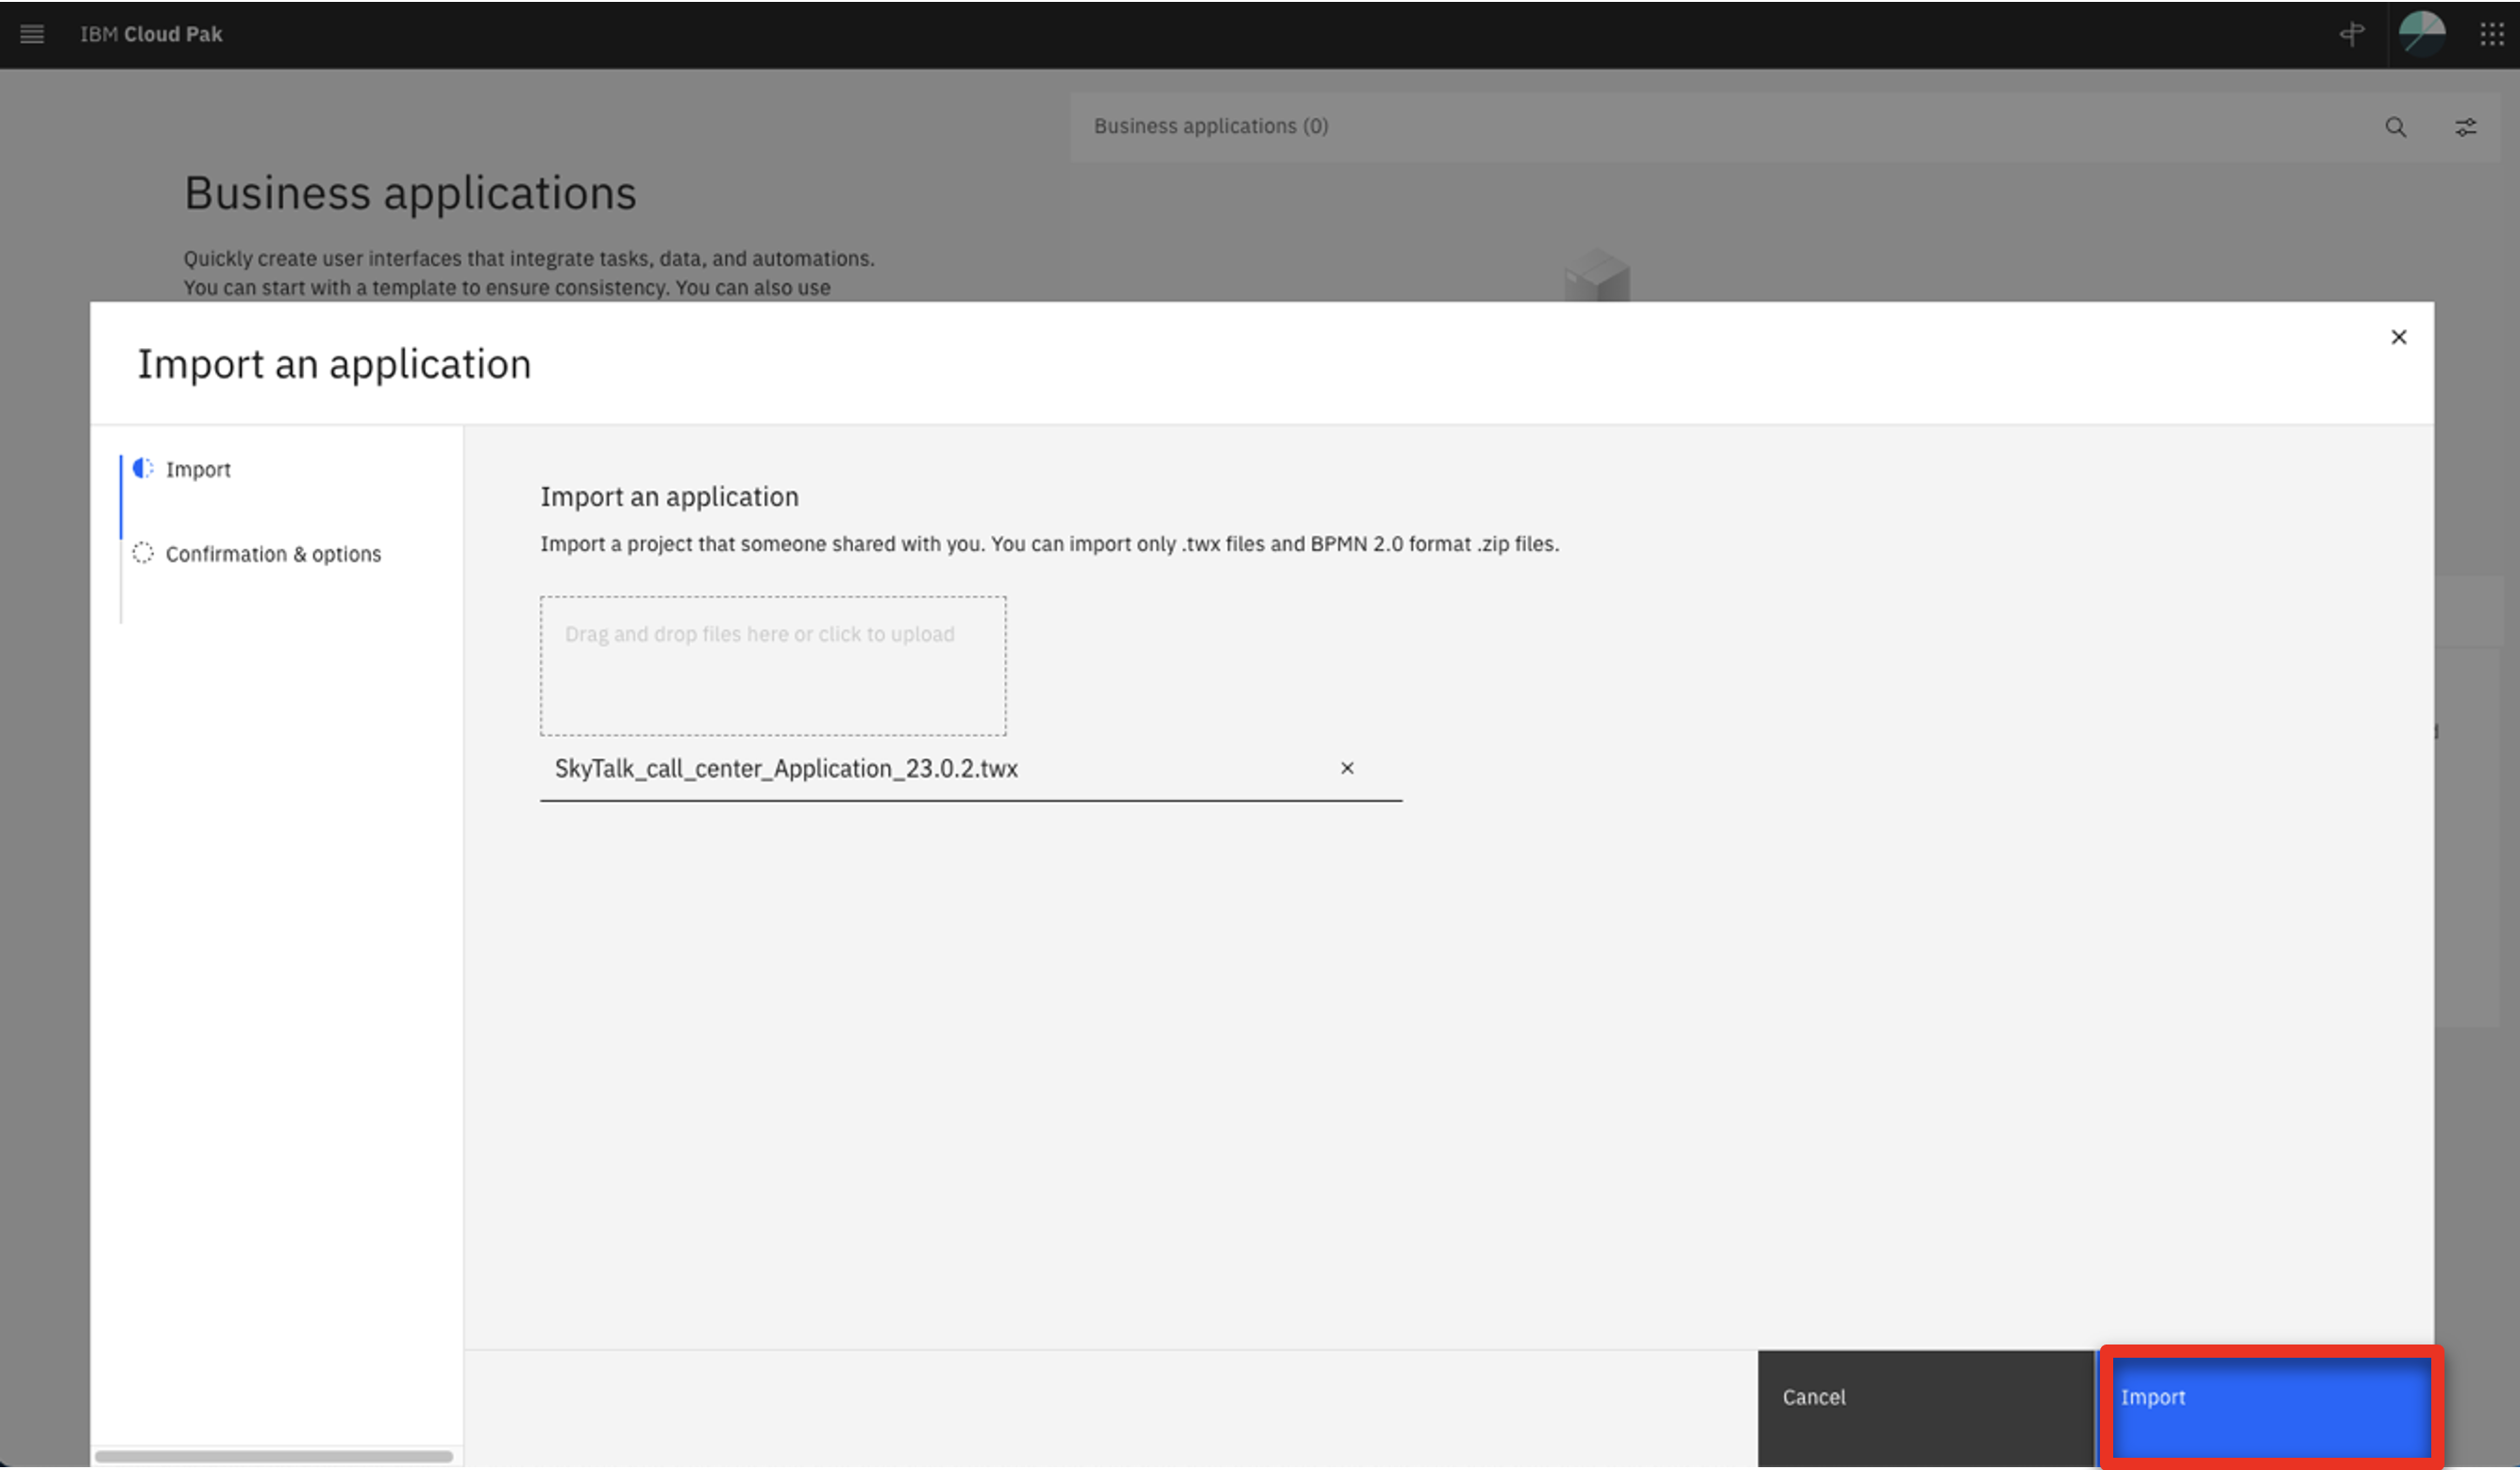 IBM Cloud Pak
Business applications (0)
Business applications
Quickly create user interfaces that integrate tasks, data, and automations.
You can start with a template to ensure consistency. You can also use
Import an application
Import
Confirmation & options
Import an application
Import a project that someone shared with you. You can import only .twx files and BPMN 2.0 format .zip files.
Drag and drop files here or click to upload
SkyTalk_call_center_Application_23.0.2.twx
Cancel
Import